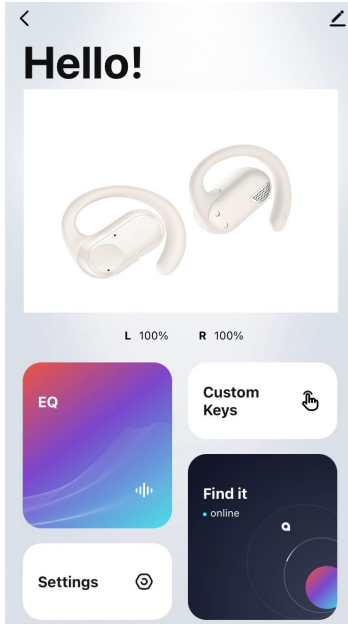 Hello!
L 100% R 100%
EQ
Custom
Keys
Find it
online
Settings